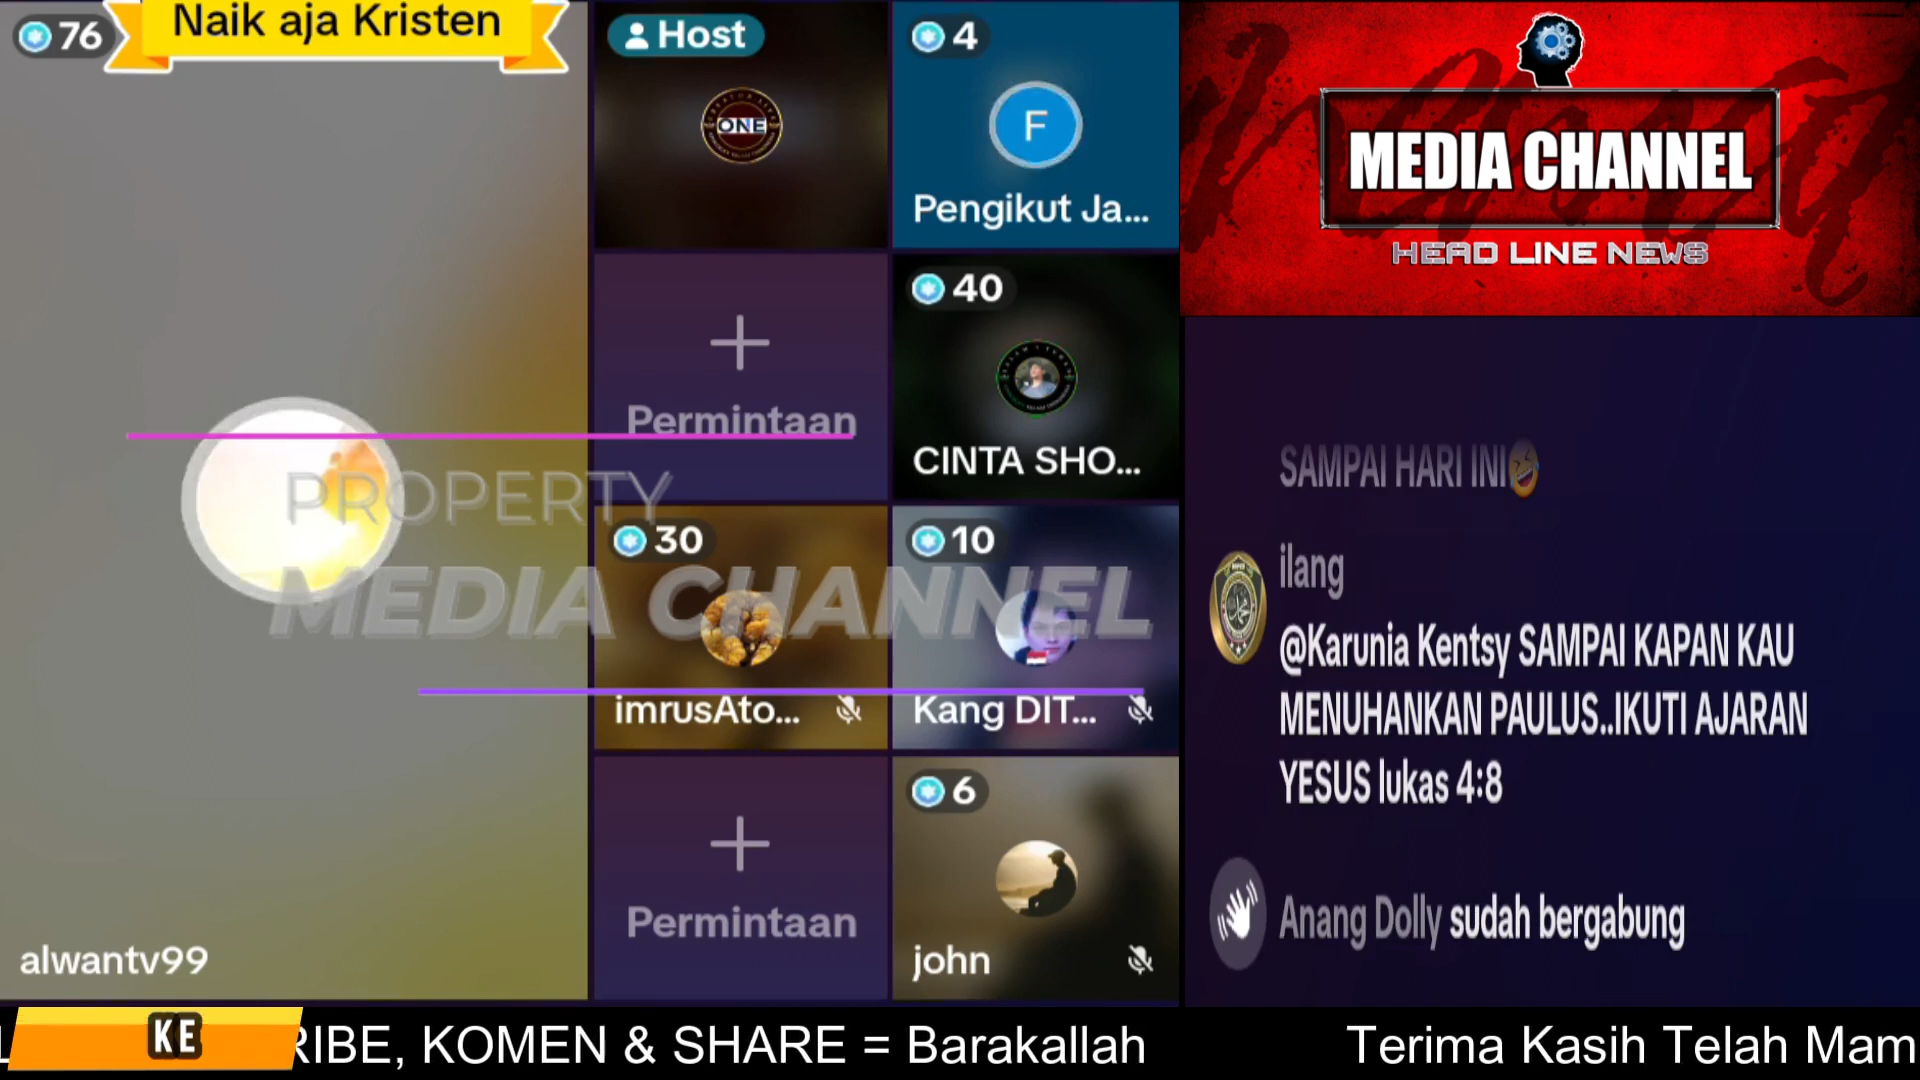 76
Naik aja Kristen
Host
ONE
4
F
Pengikut Ja...
Permintaan
40
CINTA SHO...
30
imrusAto...
10
Kang DIT...
Permintaan
6
john
alwantv99
PROPERTY
MEDIA CHANNEL
MEDIA CHANNEL
HEAD LINE NEWS
SAMPAI HARI INI🤣
ilang
@Karunia Kentsy SAMPAI KAPAN KAU
MENUHANKAN PAULUS..IKUTI AJARAN
YESUS lukas 4:8
Anang Dolly sudah bergabung
KE
RIBE, KOMEN & SHARE = Barakallah
Terima Kasih Telah Mam